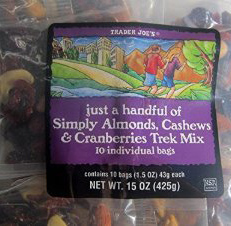 TRADER JOE'S®
just a handful of
Simply Almonds, Cashews
& Cranberries Trek Mix
10 individual bags
contains 10 bags (1.5 OZ) 43g each
NET WT. 15 OZ (425g)